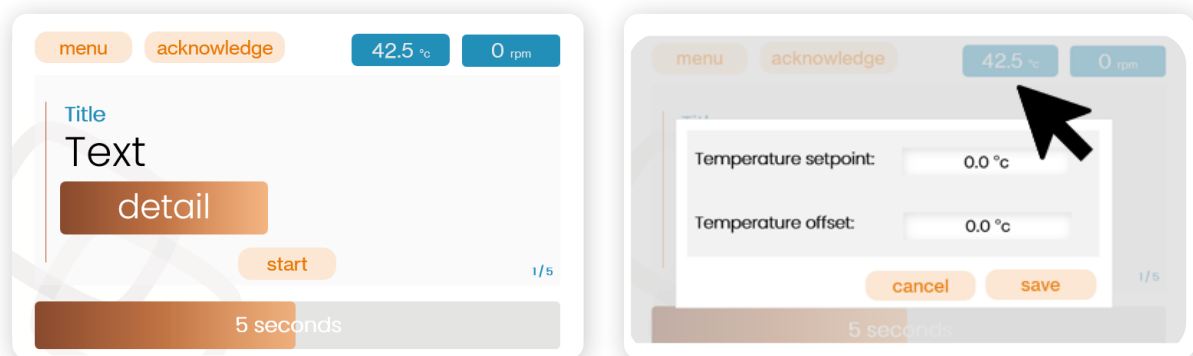 menu acknowledge 42.5 °c 0 rpm
Title
Text
detail
start
1/5
5 seconds
menu acknowledge 42.5 °c 0 rpm
Temperature setpoint: 0.0 °c
Temperature offset: 0.0 °c
cancel save
1/5
5 seconds